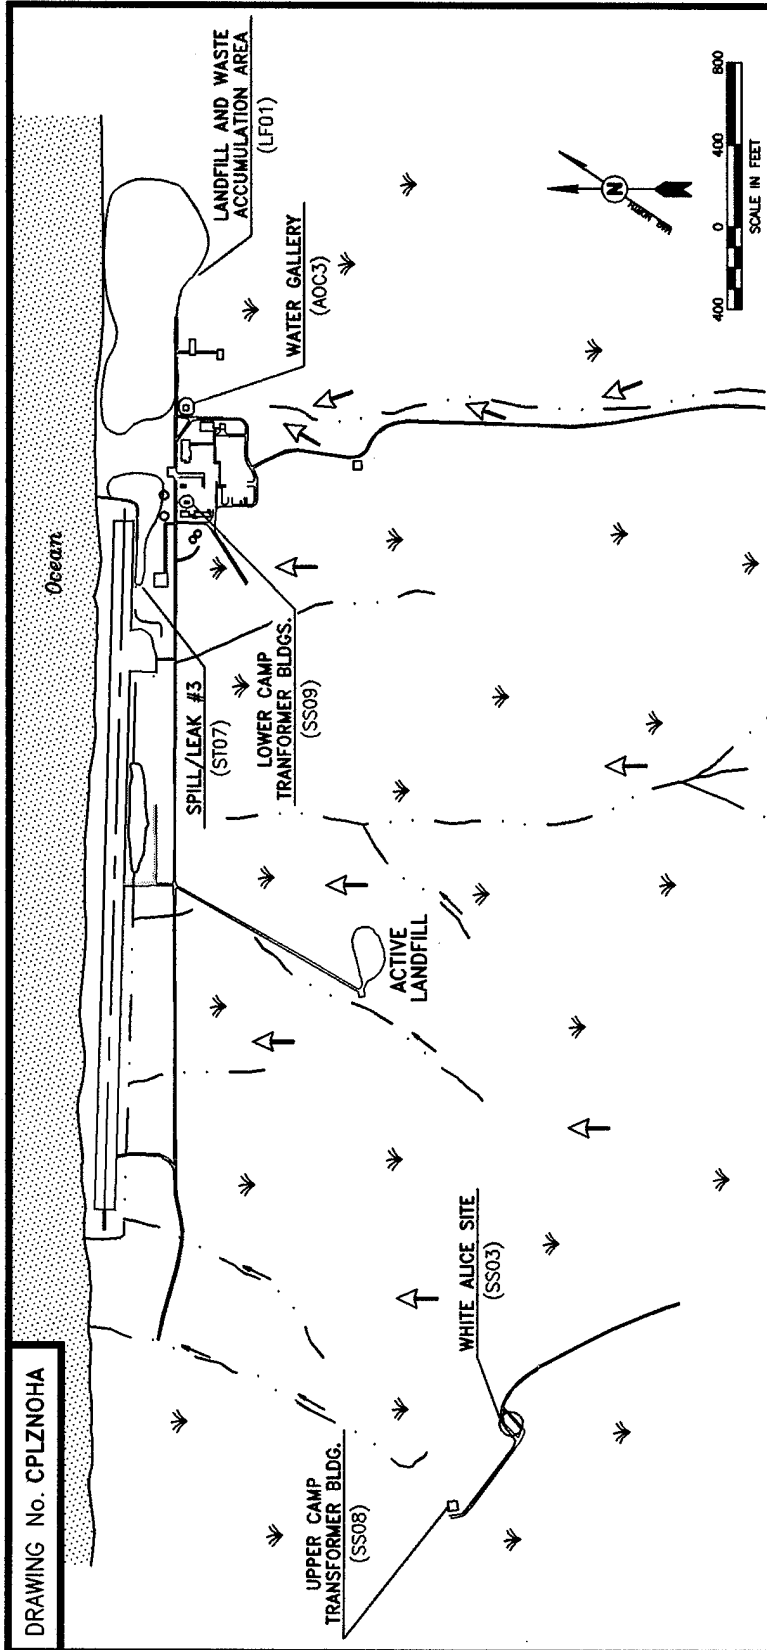 DRAWING No. CPLZNOHA
Ocean
UPPER CAMP
TRANSFORMER BLDG.
(SS08)
WHITE ALICE SITE
(SS03)
ACTIVE
LANDFILL
SPILL/LEAK #3
(ST07)
LOWER CAMP
TRANFORMER BLDGS.
(SS09)
WATER GALLERY
(AOC3)
LANDFILL AND WASTE
ACCUMULATION AREA
(LF01)
N
MAG NORTH
400 0 400 800
SCALE IN FEET